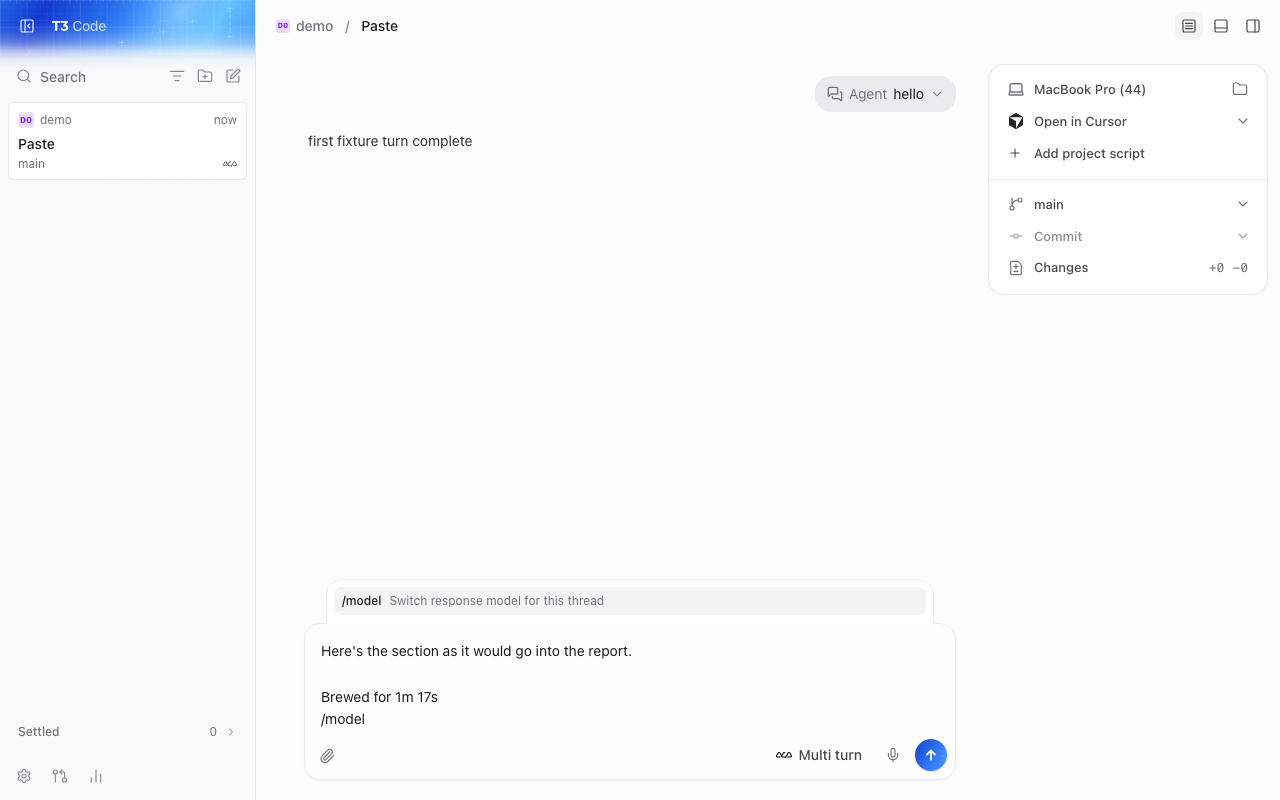 T3 Code
Search
DO demo now
Paste
main
Settled 0
DO demo / Paste
Agent hello
first fixture turn complete
/model Switch response model for this thread
Here's the section as it would go into the report.
Brewed for 1m 17s
/model
Multi turn
MacBook Pro (44)
Open in Cursor
Add project script
main
Commit
Changes +0 −0